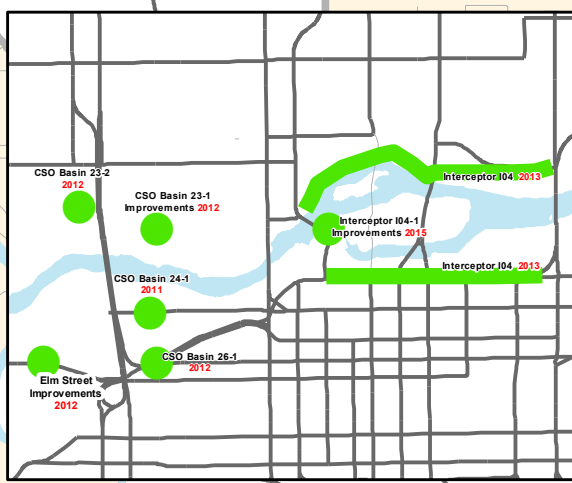 CSO Basin 23-2
2012
CSO Basin 23-1
Improvements 2012
Interceptor I04 2013
Interceptor I04-1
Improvements 2015
Interceptor I04 2013
CSO Basin 24-1
2011
CSO Basin 26-1
2012
Elm Street
Improvements
2012